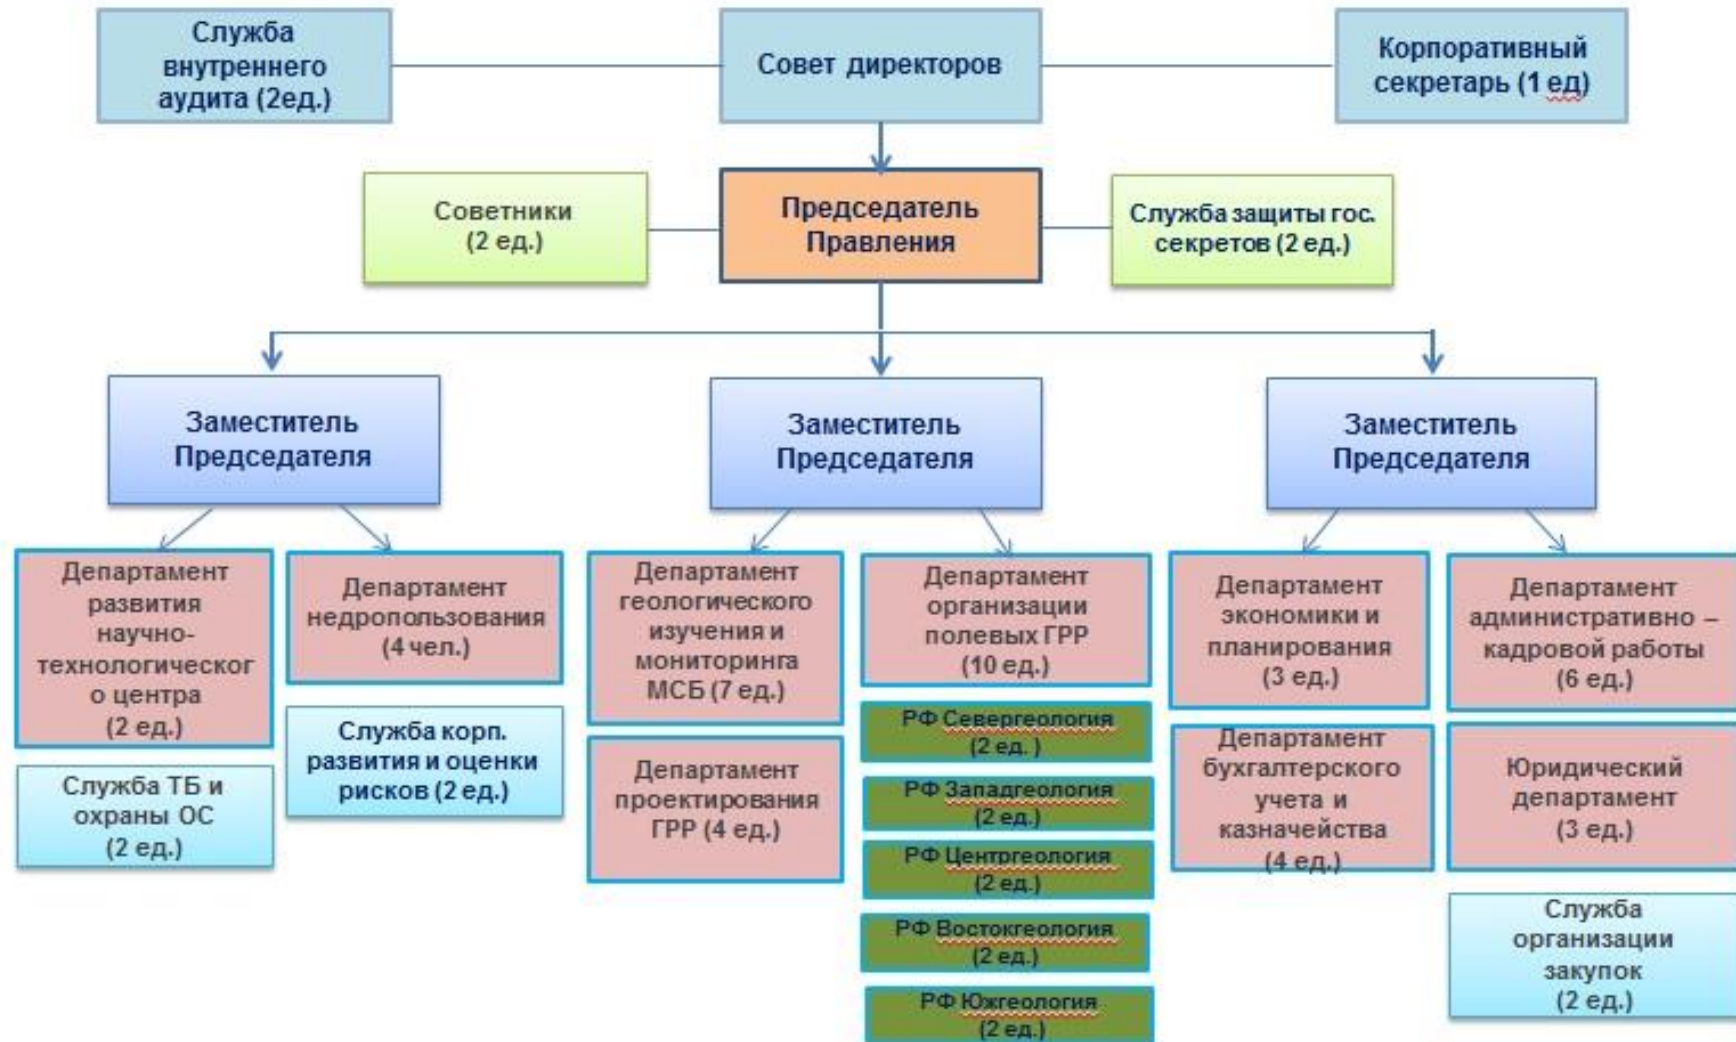 Служба
внутреннего
аудита (2ед.)
Совет директоров
Корпоративный
секретарь (1 ед)
Советники
(2 ед.)
Председатель
Правления
Служба защиты гос.
секретов (2 ед.)
Заместитель
Председателя
Заместитель
Председателя
Заместитель
Председателя
Департамент
развития
научно-
технологическог
о центра
(2 ед.)
Департамент
недропользования
(4 чел.)
Департамент
геологического
изучения и
мониторинга
МСБ (7 ед.)
Департамент
организации
полевых ГРР
(10 ед.)
Департамент
экономики и
планирования
(3 ед.)
Департамент
административно –
кадровой работы
(6 ед.)
Служба ТБ и
охраны ОС
(2 ед.)
Служба корп.
развития и оценки
рисков (2 ед.)
Департамент
проектирования
ГРР (4 ед.)
РФ Севергеология
(2 ед. )
РФ Западгеология
(2 ед.)
РФ Центргеология
(2 ед.)
РФ Востокгеология
(2 ед.)
РФ Южгеология
(2 ед.)
Департамент
бухгалтерского
учета и
казначейства
(4 ед.)
Юридический
департамент
(3 ед.)
Служба
организации
закупок
(2 ед.)